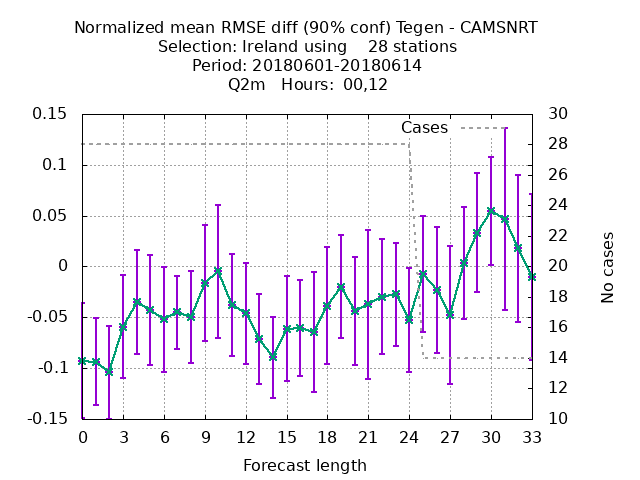 Normalized mean RMSE diff (90% conf) Tegen - CAMSNRT
Selection: Ireland using    28 stations
Period: 20180601-20180614
Q2m   Hours:  00,12
0.15
0.1
0.05
0
-0.05
-0.1
-0.15
Cases
30
28
26
24
22
20
18
16
14
12
10
No cases
0 3 6 9 12 15 18 21 24 27 30 33
Forecast length